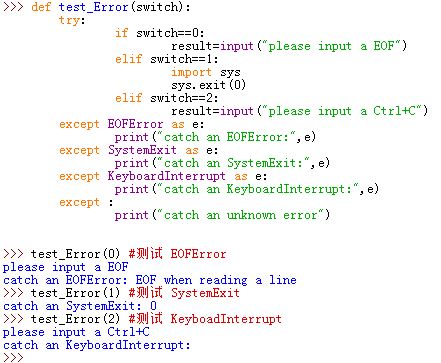 >>> def test_Error(switch):
        try:
                if switch==0:
                        result=input("please input a EOF")
                elif switch==1:
                        import sys
                        sys.exit(0)
                elif switch==2:
                        result=input("please input a Ctrl+C")
        except EOFError as e:
                print("catch an EOFError:",e)
        except SystemExit as e:
                print("catch an SystemExit:",e)
        except KeyboardInterrupt as e:
                print("catch an KeyboardInterrupt:",e)
        except :
                print("catch an unknown error")
>>> test_Error(0) #测试 EOFError
please input a EOF
catch an EOFError: EOF when reading a line
>>> test_Error(1) #测试 SystemExit
catch an SystemExit: 0
>>> test_Error(2) #测试 KeyboadInterrupt
please input a Ctrl+C
catch an KeyboardInterrupt:
>>>